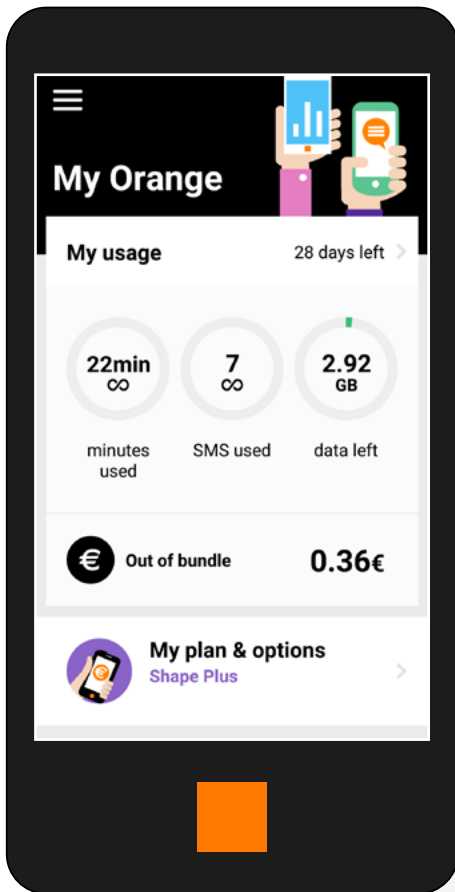 My Orange
My usage
28 days left
22min
∞
7
∞
2.92
GB
minutes
used
SMS used
data left
€
Out of bundle
0.36€
My plan & options
Shape Plus